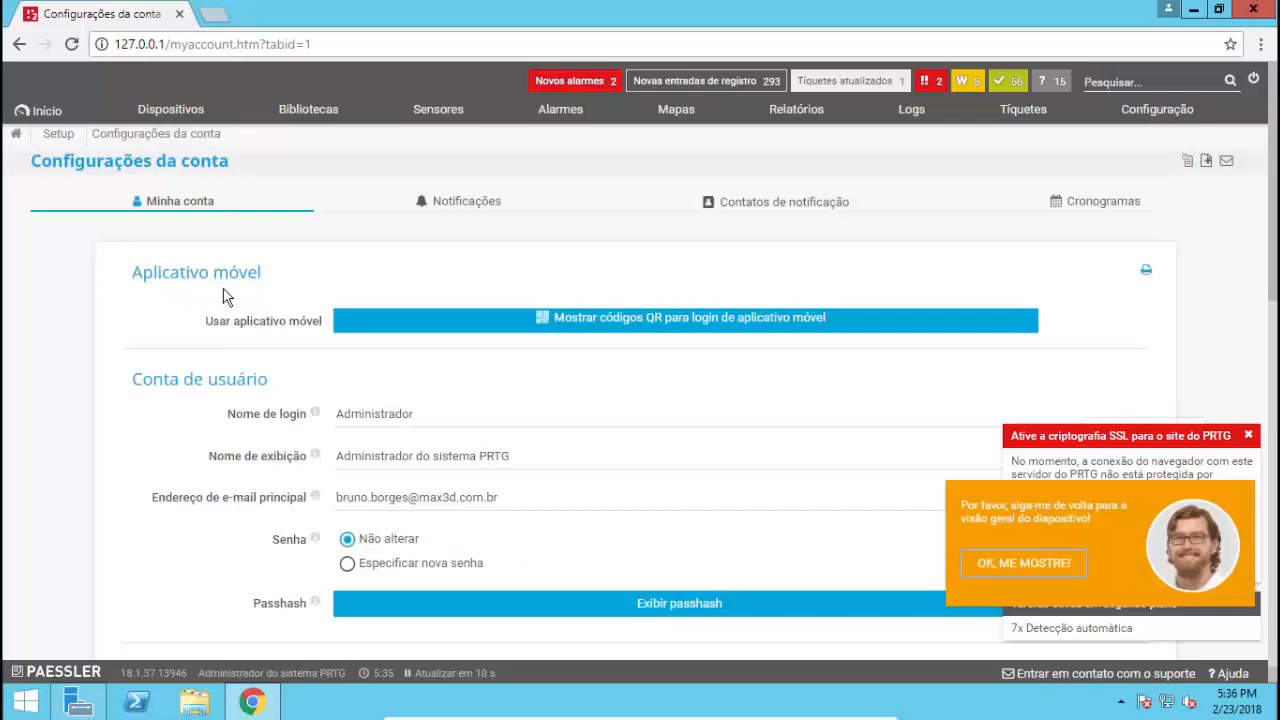 Configurações da conta
127.0.0.1/myaccount.htm?tabid=1
Novos alarmes 2
Novas entradas de registro 293
Tíquetes atualizados 1
!! 2
W 5
56
? 15
Pesquisar...
Início
Dispositivos
Bibliotecas
Sensores
Alarmes
Mapas
Relatórios
Logs
Tíquetes
Configuração
Setup
Configurações da conta
Configurações da conta
Minha conta
Notificações
Contatos de notificação
Cronogramas
Aplicativo móvel
Usar aplicativo móvel
Mostrar códigos QR para login de aplicativo móvel
Conta de usuário
Nome de login
Administrador
Nome de exibição
Administrador do sistema PRTG
Endereço de e-mail principal
bruno.borges@max3d.com.br
Senha
Não alterar
Especificar nova senha
Passhash
Exibir passhash
Ative a criptografia SSL para o site do PRTG
No momento, a conexão do navegador com este
servidor do PRTG não está protegida por
Por favor, siga-me de volta para a
visão geral do dispositivo!
OK, ME MOSTRE!
7x Detecção automática
PAESSLER
18.1.37.13946
Administrador do sistema PRTG
5:35
Atualizar em 10 s
Entrar em contato com o suporte
? Ajuda
5:36 PM
2/23/2018